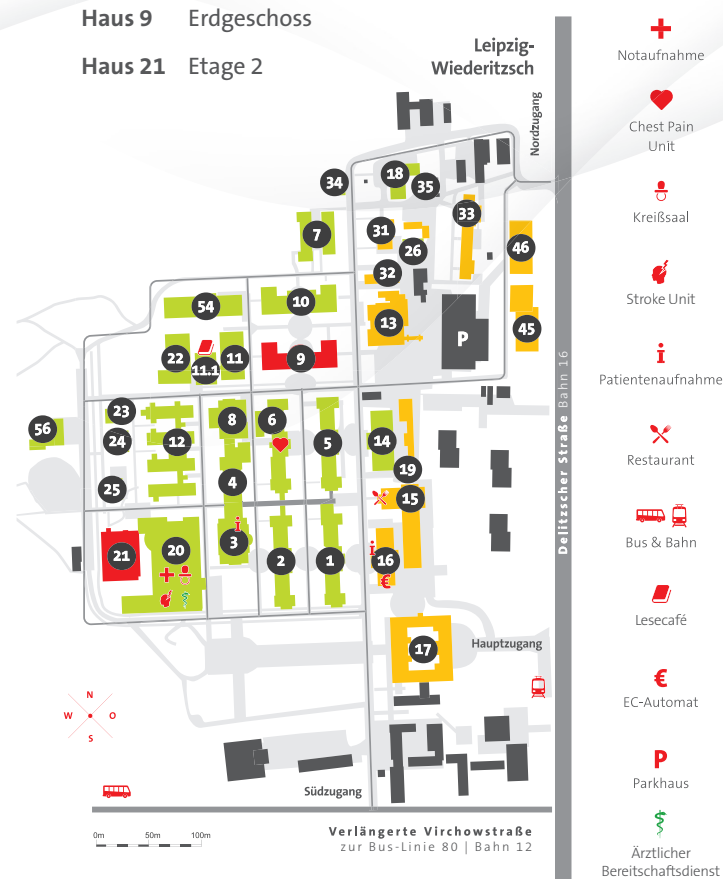 Haus 9 Erdgeschoss
Haus 21 Etage 2
Leipzig-
Wiederitzsch
Nordzugang
Notaufnahme
Chest Pain
Unit
Kreißsaal
Stroke Unit
Patientenaufnahme
Restaurant
Bus & Bahn
Lesecafé
EC-Automat
Parkhaus
Ärztlicher
Bereitschaftsdienst
18
34
35
33
7
31
46
26
32
10
54
13
45
P
22
11.1
11
9
23
56
24
12
8
6
5
14
25
4
19
15
21
20
3
2
1
16
€
17
Hauptzugang
Delitzscher Straße Bahn 16
N
W O
S
Südzugang
0m 50m 100m
Verlängerte Virchowstraße
zur Bus-Linie 80 | Bahn 12
i
i
i
€
P